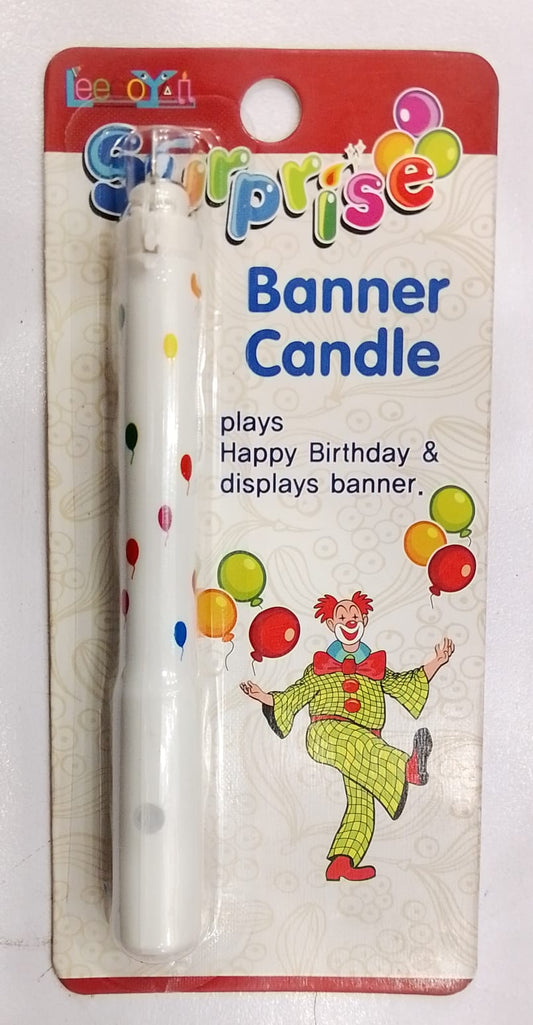 Surprise
Banner
Candle
plays
Happy Birthday &
displays banner.